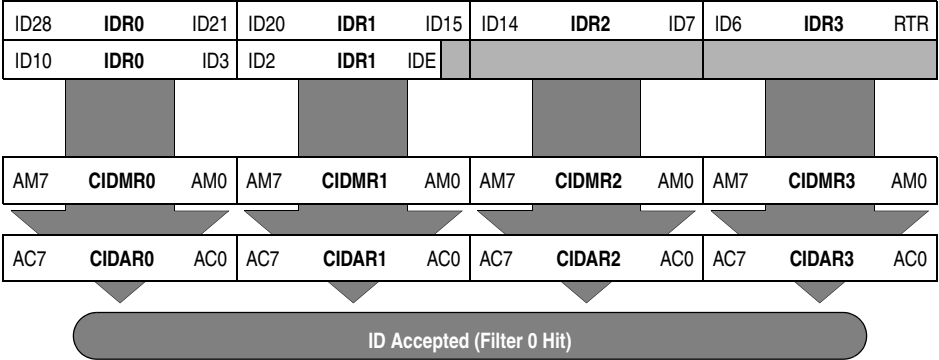 ID28 IDR0 ID21 ID20 IDR1 ID15 ID14 IDR2 ID7 ID6 IDR3 RTR
ID10 IDR0 ID3 ID2 IDR1 IDE
AM7 CIDMR0 AM0 AM7 CIDMR1 AM0 AM7 CIDMR2 AM0 AM7 CIDMR3 AM0
AC7 CIDAR0 AC0 AC7 CIDAR1 AC0 AC7 CIDAR2 AC0 AC7 CIDAR3 AC0
ID Accepted (Filter 0 Hit)